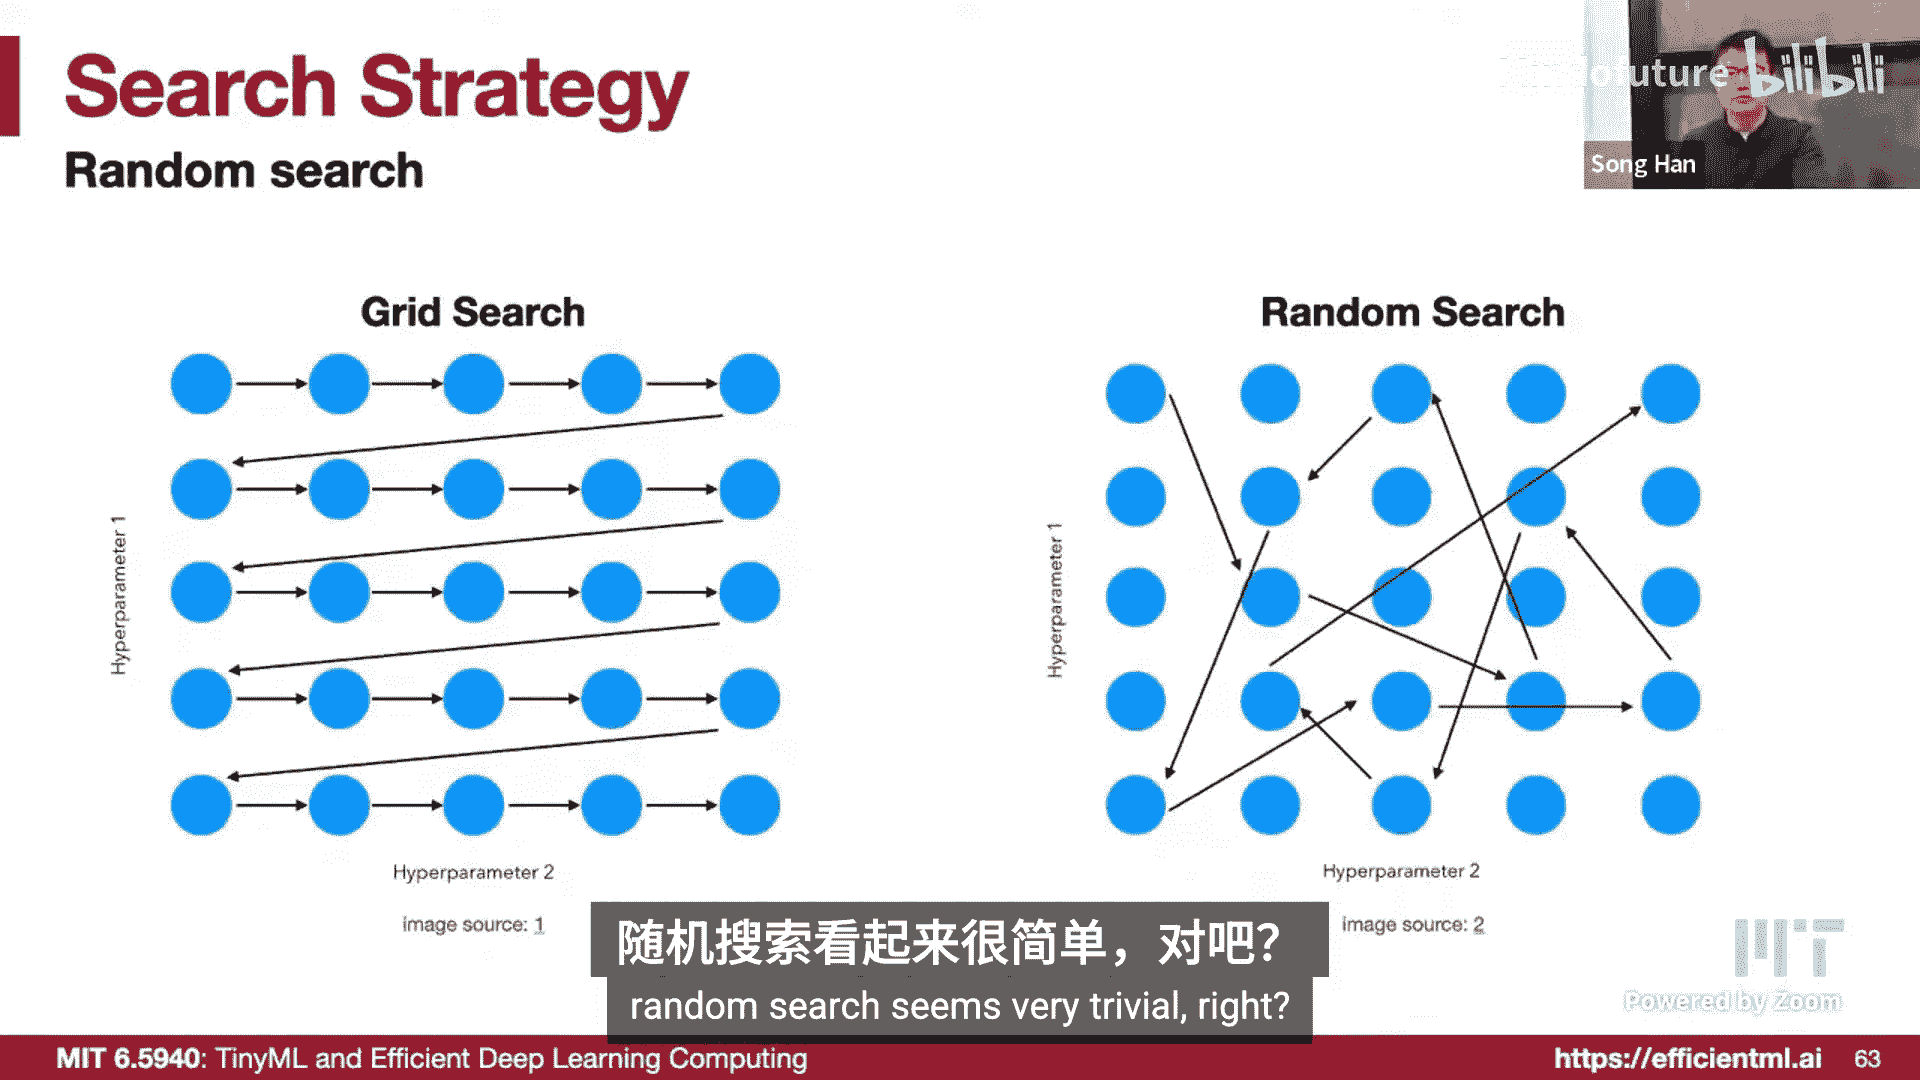 Search Strategy
Random search
ofuture bilibili
Song Han
Grid Search
Random Search
Hyperparameter 1
Hyperparameter 1
Hyperparameter 2
Hyperparameter 2
Image source: 1
Image source: 2
随机搜索看起来很简单，对吧？
random search seems very trivial, right?
MIT
Powered by Zoom
MIT 6.5940: TinyML and Efficient Deep Learning Computing
https://efficientml.ai
63